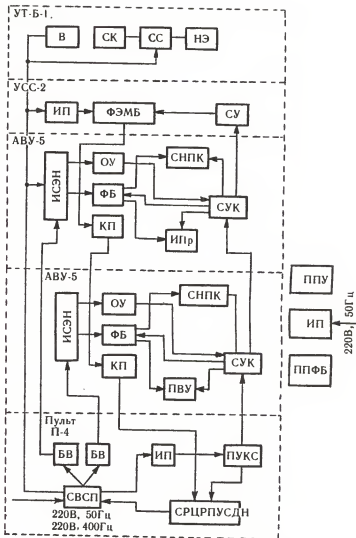 УТ-Б-1.
В
СК
СС
НЭ
УСС-2
ИП
ФЭМБ
СУ
АВУ-5
ИСЭН
ОУ
СНПК
ФБ
СУК
КП
ИПр
АВУ-5
ИСЭН
ОУ
СНПК
ФБ
СУК
КП
ПВУ
ППУ
ИП
220В, 50Гц
ППФБ
Пульт
П-4
БВ
БВ
ИП
ПУКС
СВСП
220В, 50Гц
220В, 400Гц
СРЦРПУСДН